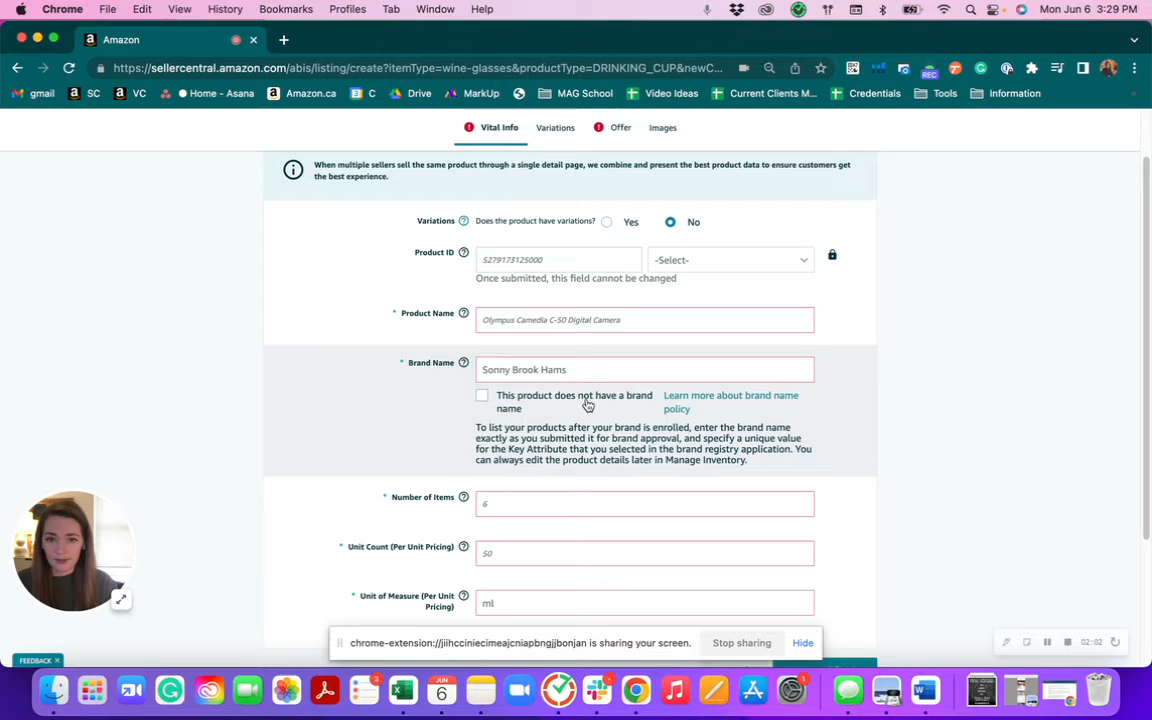 Chrome File Edit View History Bookmarks Profiles Tab Window Help Mon Jun 6 3:29 PM
Amazon
https://sellercentral.amazon.com/abis/listing/create?itemType=wine-glasses&productType=DRINKING_CUP&newC...
REC
gmail SC VC Home - Asana Amazon.ca C Drive MarkUp MAG School Video Ideas Current Clients M... Credentials Tools Information
Vital Info Variations Offer Images
When multiple sellers sell the same product through a single detail page, we combine and present the best product data to ensure customers get
the best experience.
Variations Does the product have variations? Yes No
Product ID 5279173125000 -Select-
Once submitted, this field cannot be changed
* Product Name Olympus Camedia C-50 Digital Camera
* Brand Name Sonny Brook Hams
This product does not have a brand Learn more about brand name
name policy
To list your products after your brand is enrolled, enter the brand name
exactly as you submitted it for brand approval, and specify a unique value
for the Key Attribute that you selected in the brand registry application. You
can always edit the product details later in Manage Inventory.
* Number of Items 6
* Unit Count (Per Unit Pricing) 50
* Unit of Measure (Per Unit
Pricing) ml
chrome-extension://jiihcciniecimeajcniapbngjjbonjan is sharing your screen. Stop sharing Hide
02:02
FEEDBACK
3
JUN
6
1